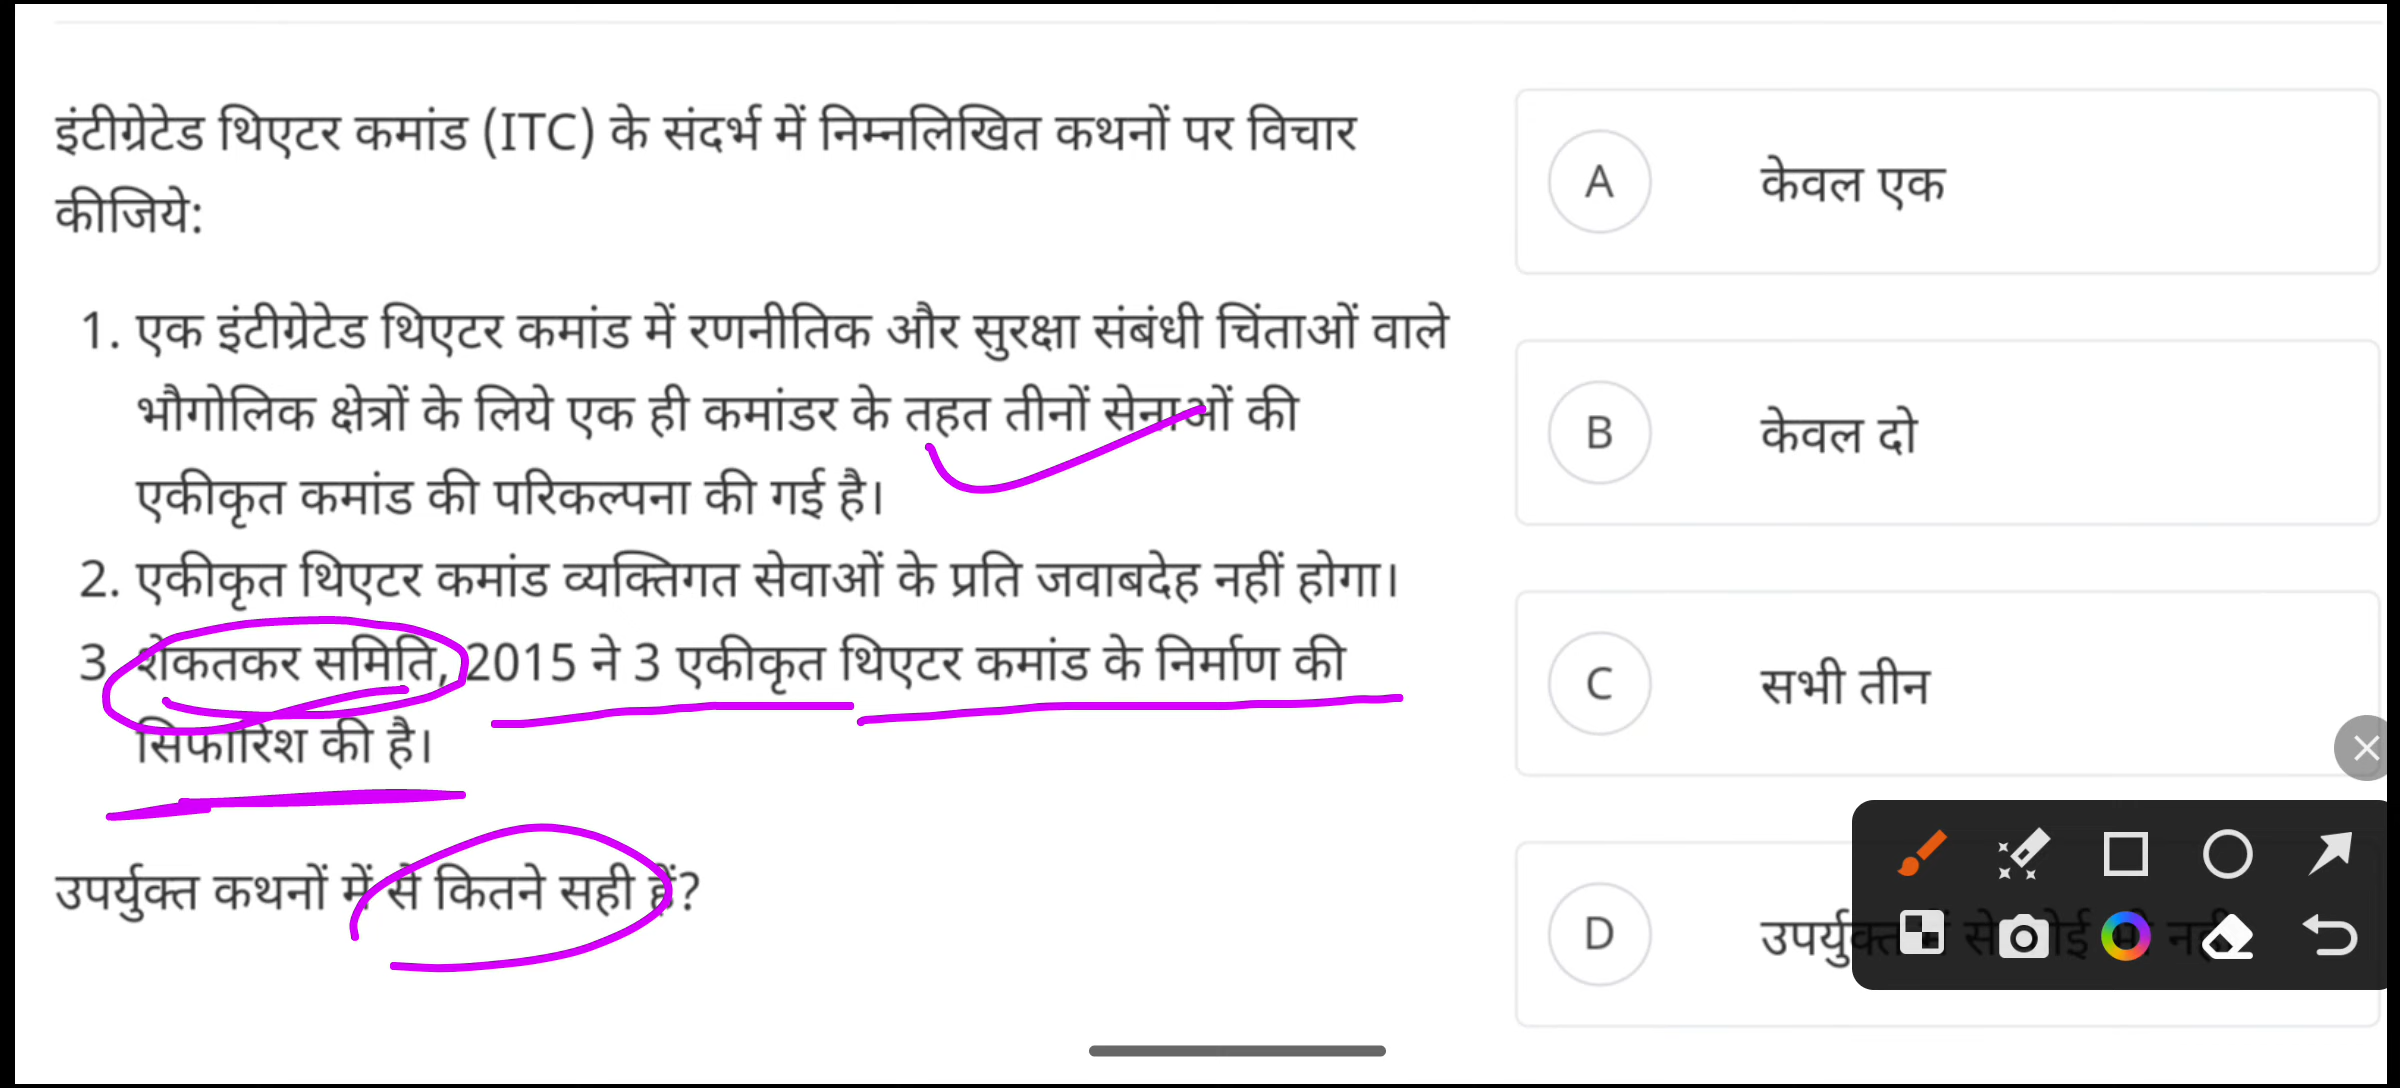 इंटीग्रेटेड थिएटर कमांड (ITC) के संदर्भ में निम्नलिखित कथनों पर विचार
कीजिये:
1. एक इंटीग्रेटेड थिएटर कमांड में रणनीतिक और सुरक्षा संबंधी चिंताओं वाले
भौगोलिक क्षेत्रों के लिये एक ही कमांडर के तहत तीनों सेनाओं की
एकीकृत कमांड की परिकल्पना की गई है।
2. एकीकृत थिएटर कमांड व्यक्तिगत सेवाओं के प्रति जवाबदेह नहीं होगा।
3. शेकतकर समिति, 2015 ने 3 एकीकृत थिएटर कमांड के निर्माण की
सिफारिश की है।
उपर्युक्त कथनों में से कितने सही हैं?
A केवल एक
B केवल दो
C सभी तीन
D उपर्युक्त में से कोई भी नहीं